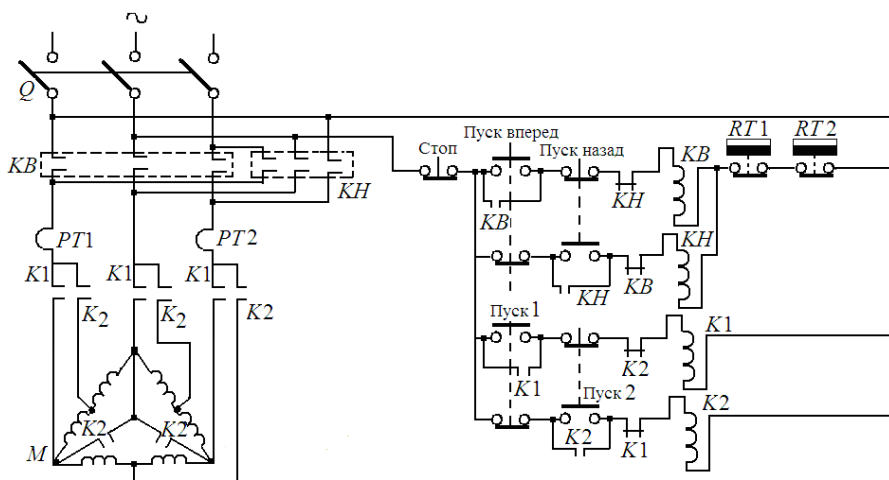 ~
Q
KB
KH
PT1
PT2
K1
K1
K1
K2
K2
K2
K2
K2
M
Стоп
Пуск вперед
Пуск назад
KB
RT1
RT2
KB
KH
KH
KH
KB
Пуск 1
K1
K1
K2
Пуск 2
K2
K2
K1